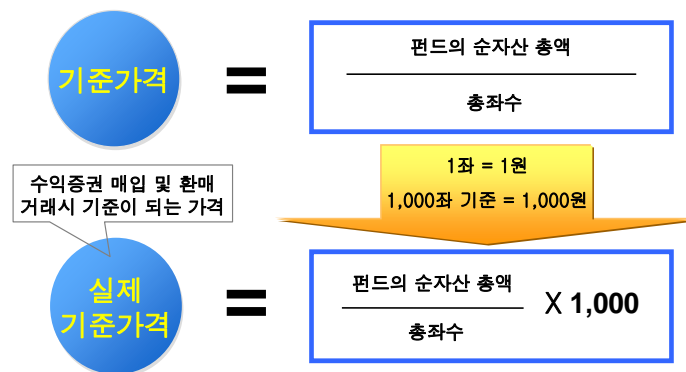 기준가격
=
펀드의 순자산 총액
총좌수
1좌 = 1원
1,000좌 기준 = 1,000원
수익증권 매입 및 환매
거래시 기준이 되는 가격
실제
기준가격
=
펀드의 순자산 총액
총좌수
X 1,000